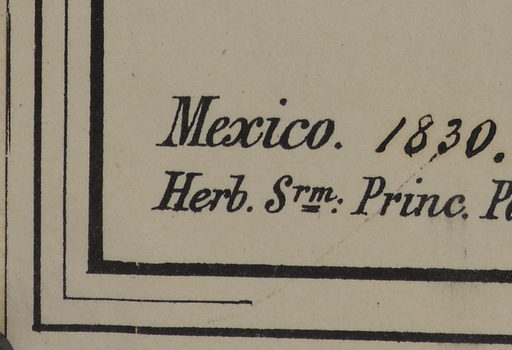 Mexico. 1830.
Herb. Srm: Princ.